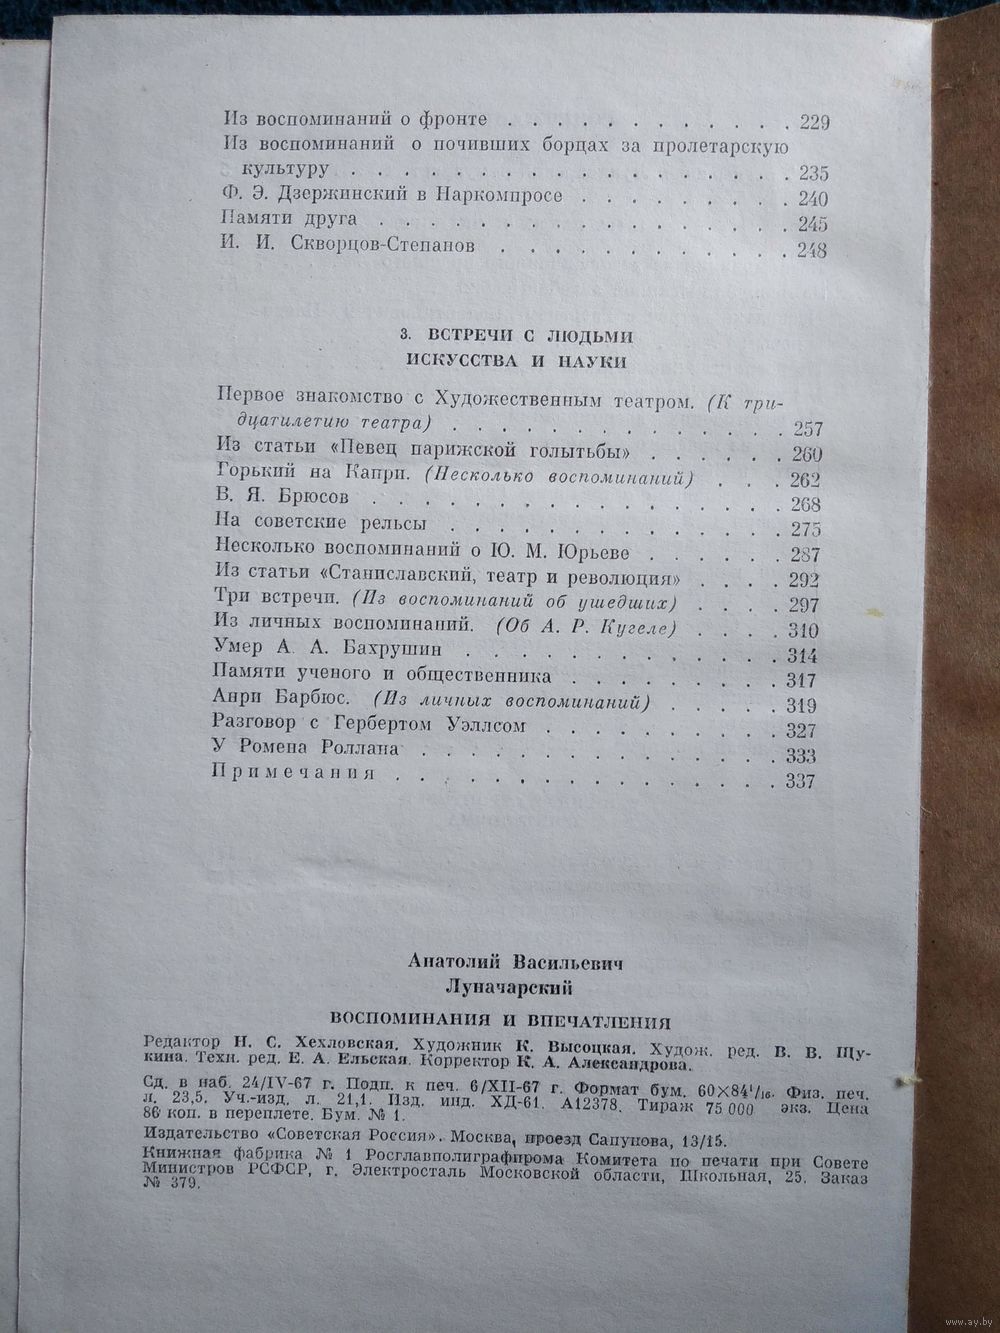 Из воспоминаний о фронте . . . . . . . . . . . . 229
Из воспоминаний о почивших борцах за пролетарскую
культуру . . . . . . . . . . . . . . . . . . 235
Ф. Э. Дзержинский в Наркомпросе . . . . . . . . . 240
Памяти друга . . . . . . . . . . . . . . . . . 245
И. И. Скворцов-Степанов . . . . . . . . . . . . 248
3. ВСТРЕЧИ С ЛЮДЬМИ
ИСКУССТВА И НАУКИ
Первое знакомство с Художественным театром. (К три-
дцатилетию театра) . . . . . . . . . . . . . . 257
Из статьи «Певец парижской голытьбы» . . . . . . 260
Горький на Капри. (Несколько воспоминаний) . . . 262
В. Я. Брюсов . . . . . . . . . . . . . . . . . 268
На советские рельсы . . . . . . . . . . . . . . 275
Несколько воспоминаний о Ю. М. Юрьеве . . . . . . 287
Из статьи «Станиславский, театр и революция» . . . . 292
Три встречи. (Из воспоминаний об ушедших) . . . . 297
Из личных воспоминаний. (Об А. Р. Кугеле) . . . . 310
Умер А. А. Бахрушин . . . . . . . . . . . . . 314
Памяти ученого и общественника . . . . . . . . . 317
Анри Барбюс. (Из личных воспоминаний) . . . . . 319
Разговор с Гербертом Уэллсом . . . . . . . . . . 327
У Ромена Роллана . . . . . . . . . . . . . . . 333
Примечания . . . . . . . . . . . . . . . . 337
Анатолий Васильевич
Луначарский
ВОСПОМИНАНИЯ И ВПЕЧАТЛЕНИЯ
Редактор Н. С. Хехловская. Художник К. Высоцкая. Худож. ред. В. В. Щу-
кина. Техн. ред. Е. А. Ельская. Корректор К. А. Александрова.
Сд. в наб. 24/IV-67 г. Подп. к печ. 6/XII-67 г. Формат бум. 60×84¹/₁₆. Физ. печ.
л. 23,5. Уч.-изд. л. 21,1. Изд. инд. ХД-61. А12378. Тираж 75 000 экз. Цена
86 коп. в переплете. Бум. № 1.
Издательство «Советская Россия». Москва, проезд Сапунова, 13/15.
Книжная фабрика № 1 Росглавполиграфпрома Комитета по печати при Совете
Министров РСФСР, г. Электросталь Московской области, Школьная, 25. Заказ
№ 379.
www.ay.by